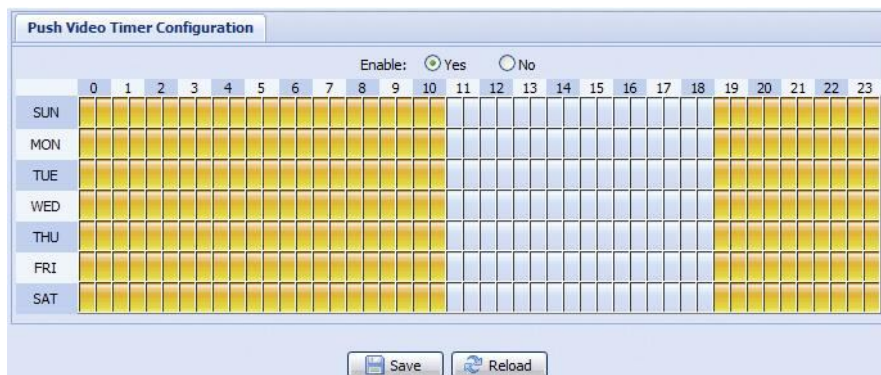 Push Video Timer Configuration
Enable: Yes No
0 1 2 3 4 5 6 7 8 9 10 11 12 13 14 15 16 17 18 19 20 21 22 23
SUN
MON
TUE
WED
THU
FRI
SAT
Save Reload